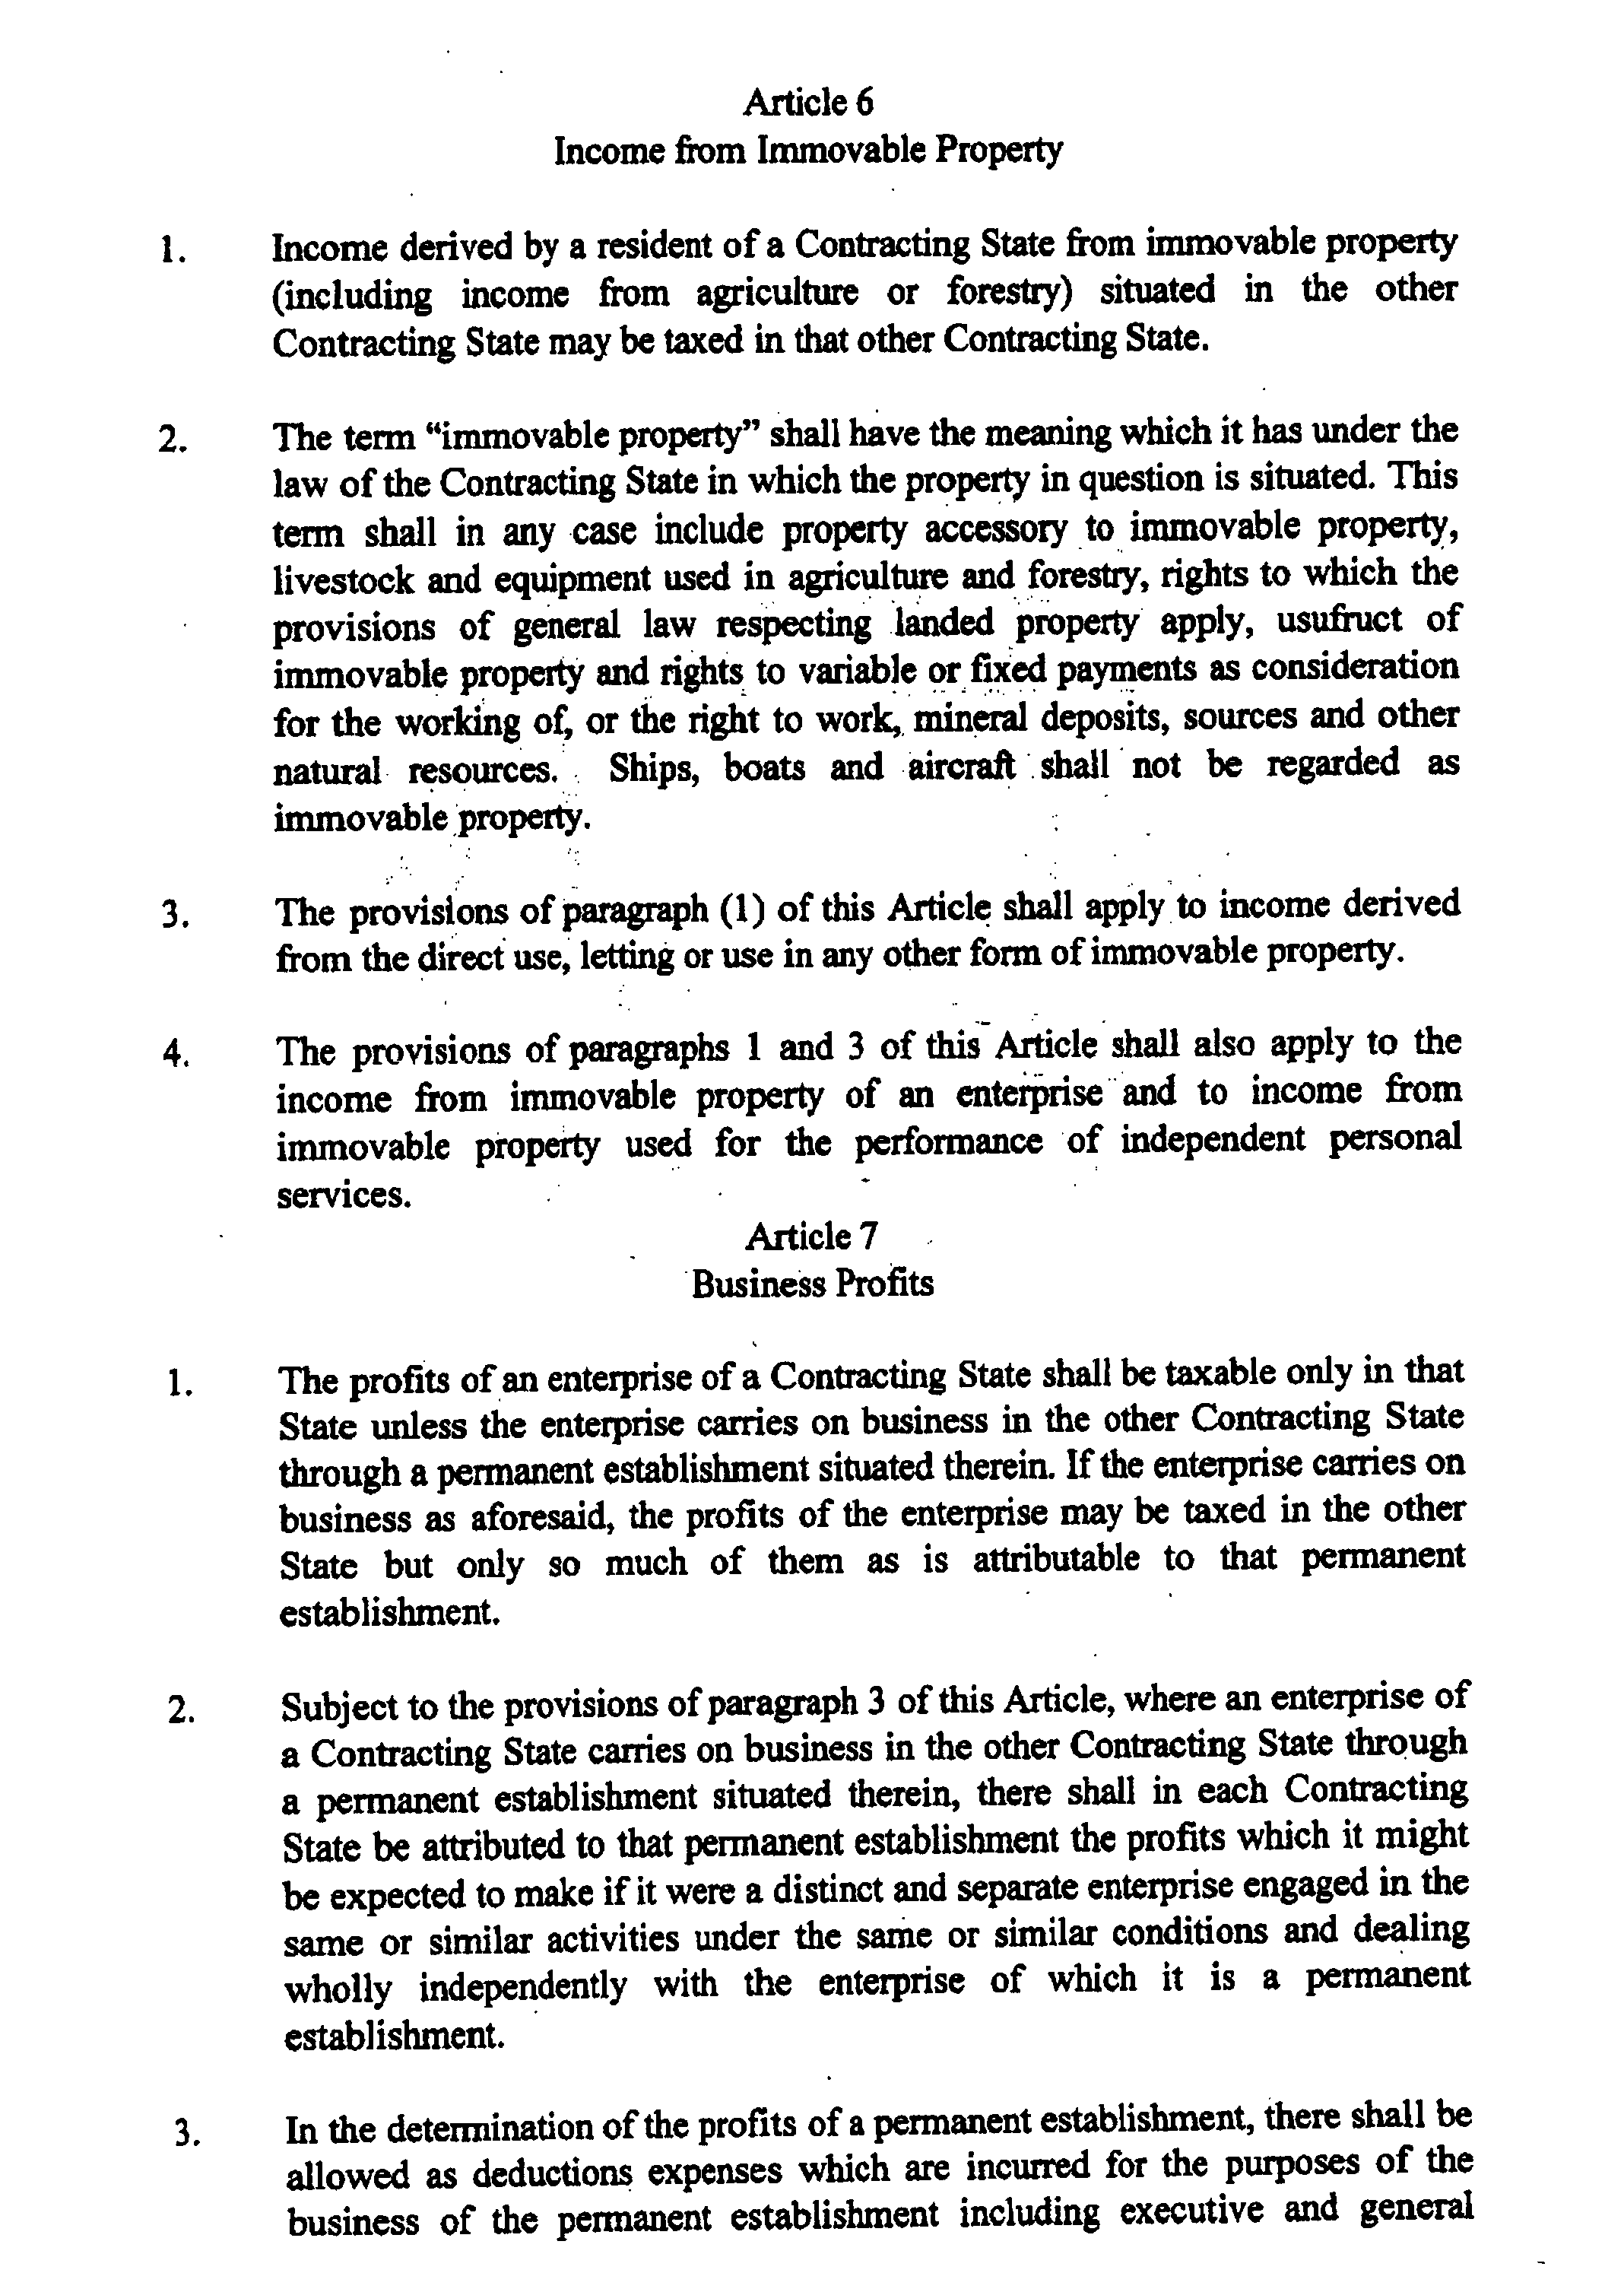 Article 6
Income from Immovable Property
1. Income derived by a resident of a Contracting State from immovable property
(including income from agriculture or forestry) situated in the other
Contracting State may be taxed in that other Contracting State.
2. The term “immovable property” shall have the meaning which it has under the
law of the Contracting State in which the property in question is situated. This
term shall in any case include property accessory to immovable property,
livestock and equipment used in agriculture and forestry, rights to which the
provisions of general law respecting landed property apply, usufruct of
immovable property and rights to variable or fixed payments as consideration
for the working of, or the right to work, mineral deposits, sources and other
natural resources. Ships, boats and aircraft shall not be regarded as
immovable property.
3. The provisions of paragraph (1) of this Article shall apply to income derived
from the direct use, letting or use in any other form of immovable property.
4. The provisions of paragraphs 1 and 3 of this Article shall also apply to the
income from immovable property of an enterprise and to income from
immovable property used for the performance of independent personal
services.
Article 7
Business Profits
1. The profits of an enterprise of a Contracting State shall be taxable only in that
State unless the enterprise carries on business in the other Contracting State
through a permanent establishment situated therein. If the enterprise carries on
business as aforesaid, the profits of the enterprise may be taxed in the other
State but only so much of them as is attributable to that permanent
establishment.
2. Subject to the provisions of paragraph 3 of this Article, where an enterprise of
a Contracting State carries on business in the other Contracting State through
a permanent establishment situated therein, there shall in each Contracting
State be attributed to that permanent establishment the profits which it might
be expected to make if it were a distinct and separate enterprise engaged in the
same or similar activities under the same or similar conditions and dealing
wholly independently with the enterprise of which it is a permanent
establishment.
3. In the determination of the profits of a permanent establishment, there shall be
allowed as deductions expenses which are incurred for the purposes of the
business of the permanent establishment including executive and general